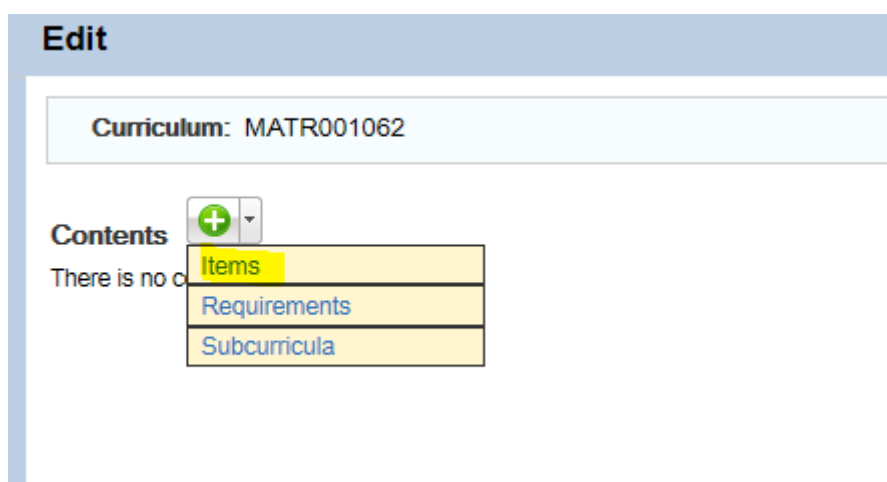 Edit
Curriculum: MATR001062
Contents
Items
There is no
Requirements
Subcurricula